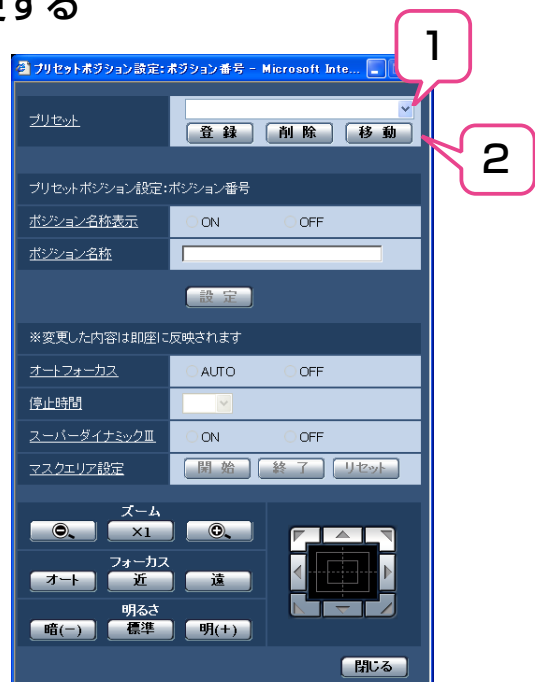 する
1
プリセットポジション設定:ポジション番号 - Microsoft Inte...
プリセット
登 録 削 除 移 動
2
プリセットポジション設定:ポジション番号
ポジション名称表示 ON OFF
ポジション名称
設 定
※変更した内容は即座に反映されます
オートフォーカス AUTO OFF
停止時間
スーパーダイナミックⅢ ON OFF
マスクエリア設定 開 始 終 了 リセット
ズーム
×1
フォーカス
オート 近 遠
明るさ
暗(−) 標準 明(+)
閉じる